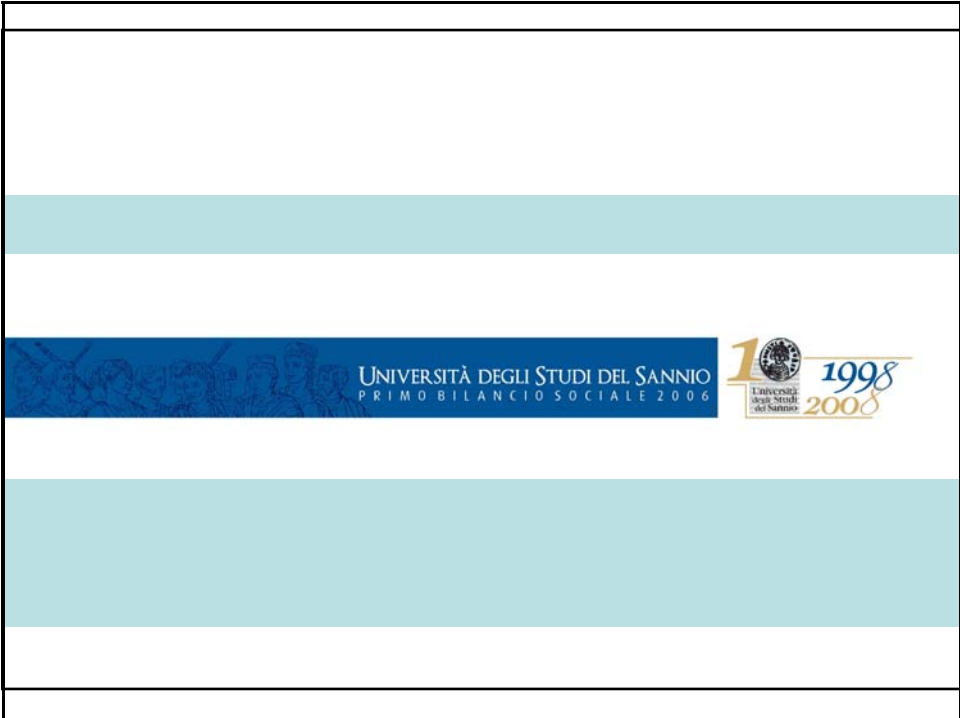 UNIVERSITÀ DEGLI STUDI DEL SANNIO
PRIMO BILANCIO SOCIALE 2006
10
Università
degli Studi
del Sannio
1998
2008